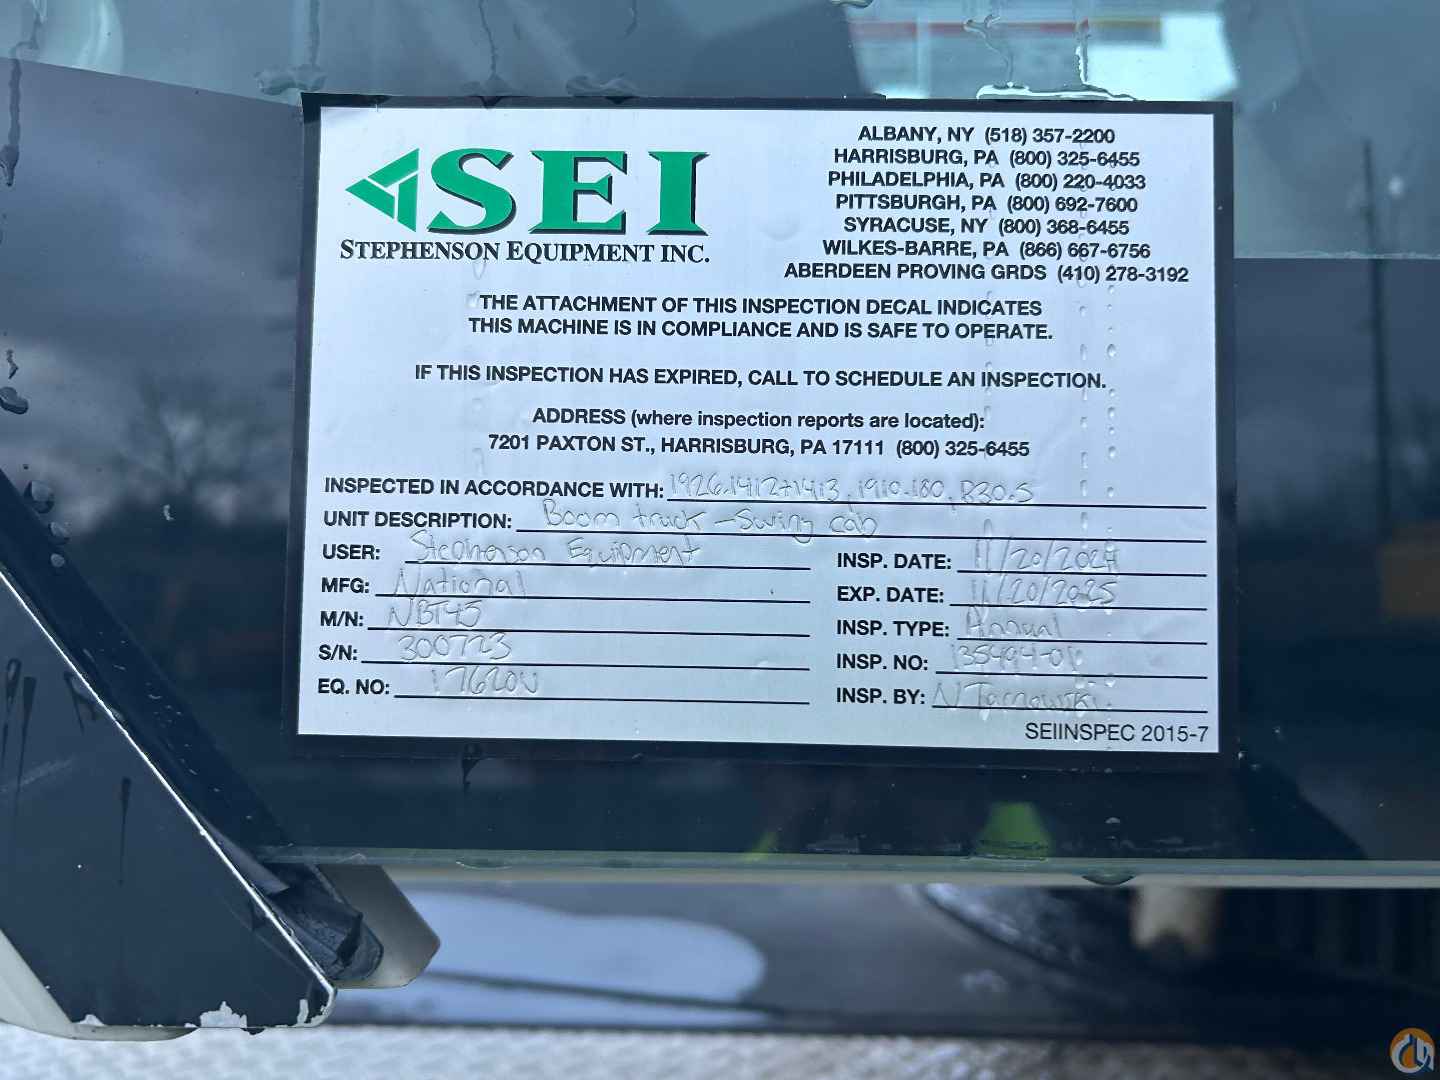 SEI
STEPHENSON EQUIPMENT INC.
ALBANY, NY (518) 357-2200
HARRISBURG, PA (800) 325-6455
PHILADELPHIA, PA (800) 220-4033
PITTSBURGH, PA (800) 692-7600
SYRACUSE, NY (800) 368-6455
WILKES-BARRE, PA (866) 667-6756
ABERDEEN PROVING GRDS (410) 278-3192
THE ATTACHMENT OF THIS INSPECTION DECAL INDICATES
THIS MACHINE IS IN COMPLIANCE AND IS SAFE TO OPERATE.
IF THIS INSPECTION HAS EXPIRED, CALL TO SCHEDULE AN INSPECTION.
ADDRESS (where inspection reports are located):
7201 PAXTON ST., HARRISBURG, PA 17111 (800) 325-6455
INSPECTED IN ACCORDANCE WITH: 1926.1412+1413, 1910.180, B30.5
UNIT DESCRIPTION: Boom truck - Swing cab
USER: Stephenson Equipment
MFG: National
M/N: NBT45
S/N: 300723
EQ. NO: 17620U
INSP. DATE: 11/20/2024
EXP. DATE: 11/20/2025
INSP. TYPE: Annual
INSP. NO: 135494-01
INSP. BY: N Tarnowski
SEIINSPEC 2015-7